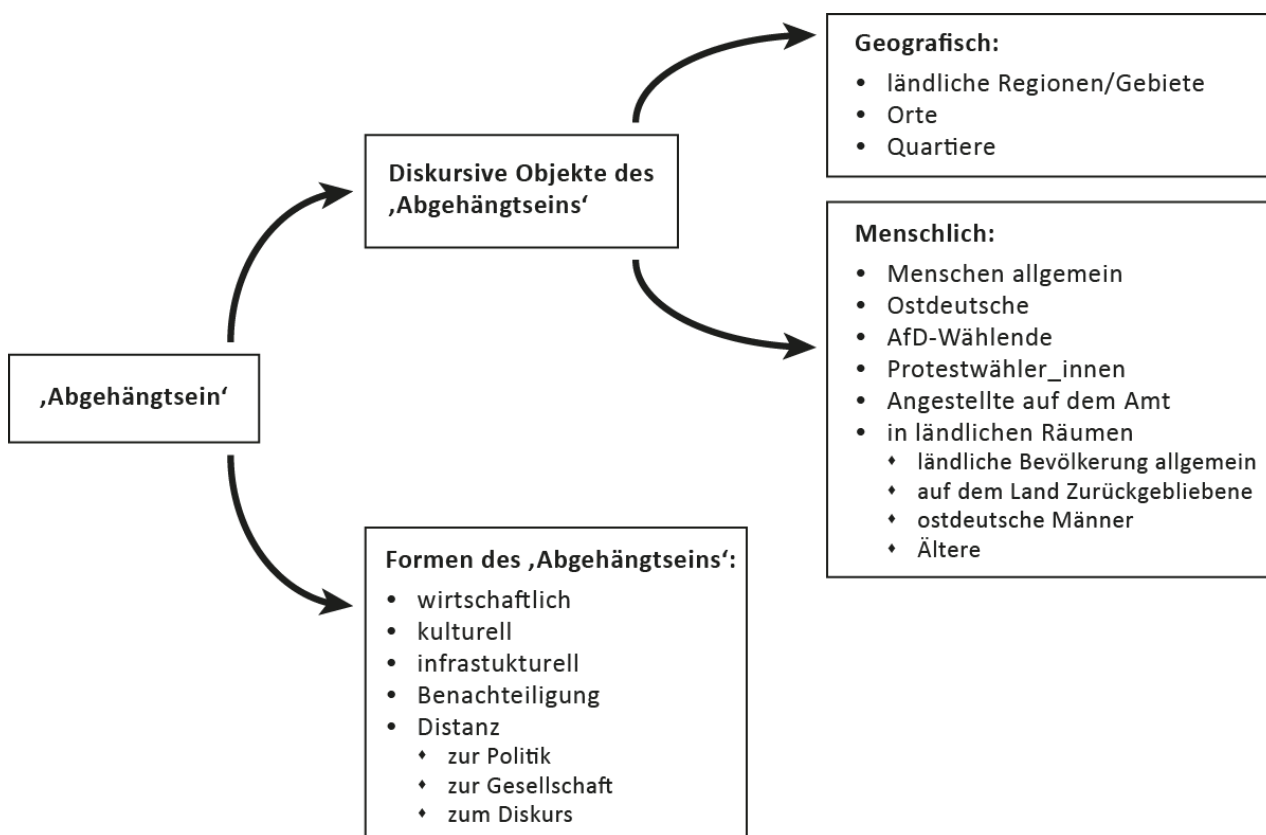 ‚Abgehängtsein‘
Diskursive Objekte des
‚Abgehängtseins‘
Geografisch:
• ländliche Regionen/Gebiete
• Orte
• Quartiere
Menschlich:
• Menschen allgemein
• Ostdeutsche
• AfD-Wählende
• Protestwähler_innen
• Angestellte auf dem Amt
• in ländlichen Räumen
♦ ländliche Bevölkerung allgemein
♦ auf dem Land Zurückgebliebene
♦ ostdeutsche Männer
♦ Ältere
Formen des ‚Abgehängtseins‘:
• wirtschaftlich
• kulturell
• infrastukturell
• Benachteiligung
• Distanz
♦ zur Politik
♦ zur Gesellschaft
♦ zum Diskurs